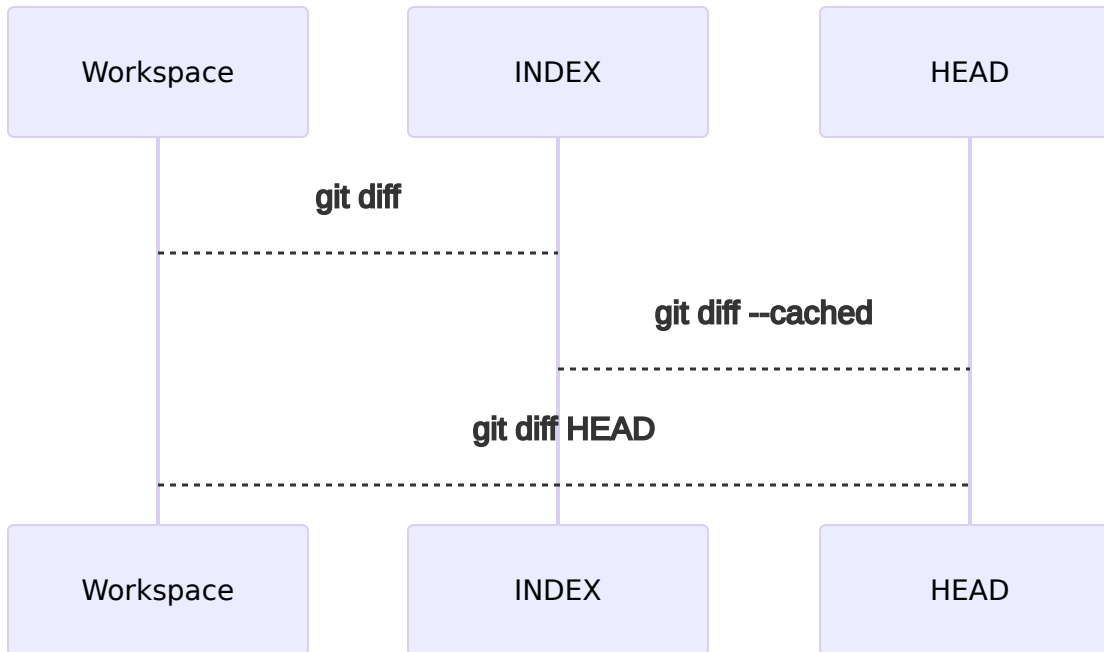 Workspace
INDEX
HEAD
git diff
git diff --cached
git diff HEAD
Workspace
INDEX
HEAD